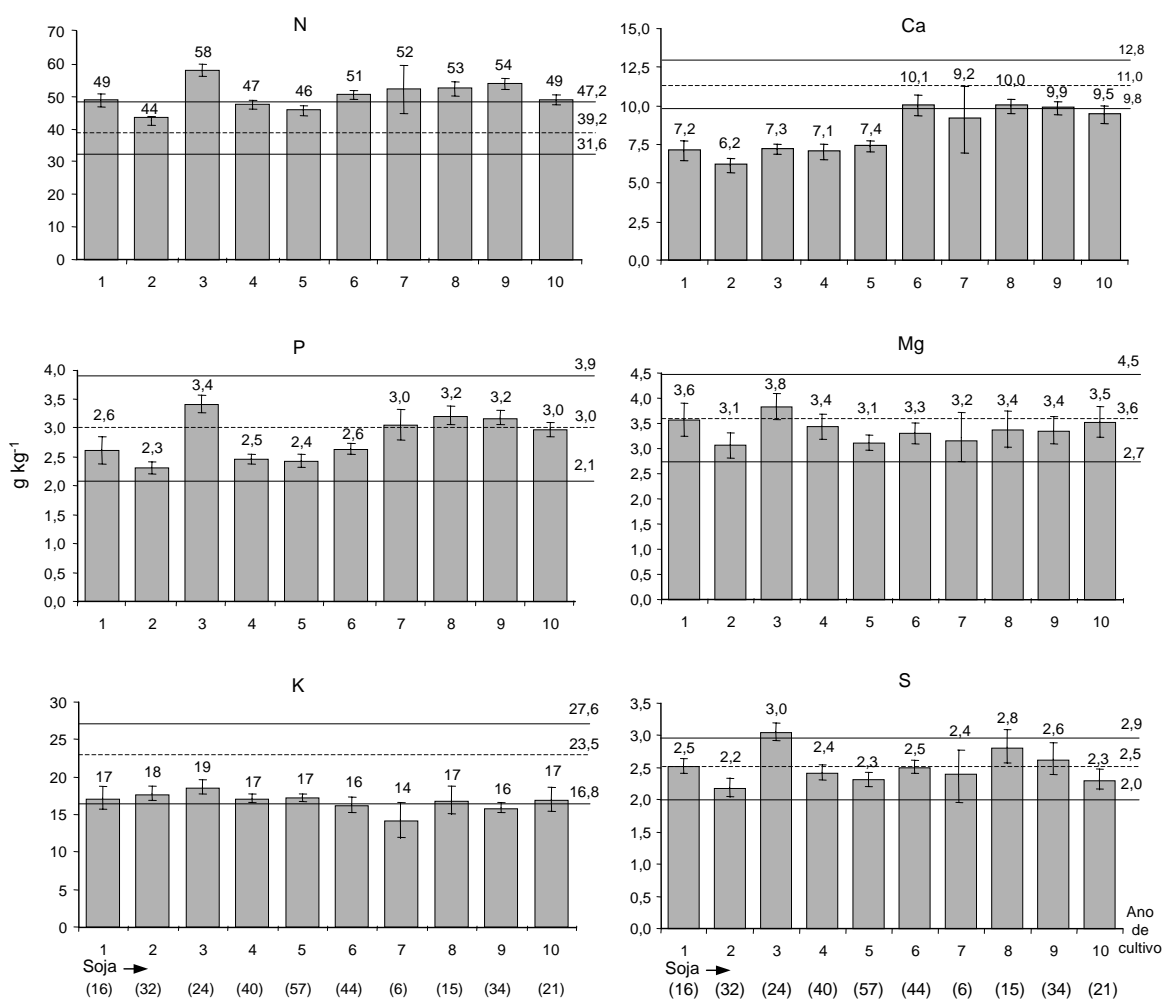 N
70
60
50
40
30
20
10
0
49 44 58 47 46 51 52 53 54 49
47,2
39,2
31,6
1 2 3 4 5 6 7 8 9 10
Ca
15,0
12,5
10,0
7,5
5,0
2,5
0,0
7,2 6,2 7,3 7,1 7,4 10,1 9,2 10,0 9,9 9,5
12,8
11,0
9,8
1 2 3 4 5 6 7 8 9 10
P
g kg-1
4,0
3,5
3,0
2,5
2,0
1,5
1,0
0,5
0,0
2,6 2,3 3,4 2,5 2,4 2,6 3,0 3,2 3,2 3,0
3,9
3,0
2,1
1 2 3 4 5 6 7 8 9 10
Mg
4,5
4,0
3,5
3,0
2,5
2,0
1,5
1,0
0,5
0,0
3,6 3,1 3,8 3,4 3,1 3,3 3,2 3,4 3,4 3,5
4,5
3,6
2,7
1 2 3 4 5 6 7 8 9 10
K
30
25
20
15
10
5
0
17 18 19 17 17 16 14 17 16 17
27,6
23,5
16,8
1 2 3 4 5 6 7 8 9 10
Soja →
(16) (32) (24) (40) (57) (44) (6) (15) (34) (21)
S
3,5
3,0
2,5
2,0
1,5
1,0
0,5
0,0
2,5 2,2 3,0 2,4 2,3 2,5 2,4 2,8 2,6 2,3
2,9
2,5
2,0
1 2 3 4 5 6 7 8 9 10
Ano
de
cultivo
Soja →
(16) (32) (24) (40) (57) (44) (6) (15) (34) (21)